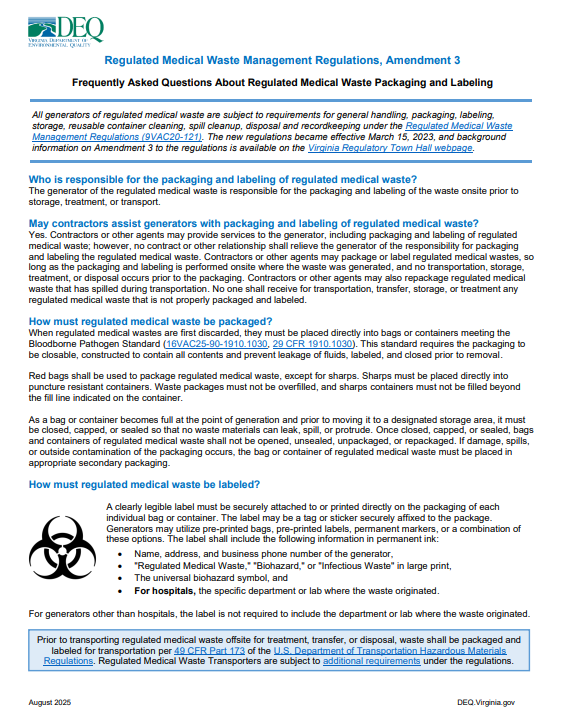 DEQ
VIRGINIA DEPARTMENT OF
ENVIRONMENTAL QUALITY
Regulated Medical Waste Management Regulations, Amendment 3
Frequently Asked Questions About Regulated Medical Waste Packaging and Labeling
All generators of regulated medical waste are subject to requirements for general handling, packaging, labeling,
storage, reusable container cleaning, spill cleanup, disposal and recordkeeping under the Regulated Medical Waste
Management Regulations (9VAC20-121). The new regulations became effective March 15, 2023, and background
information on Amendment 3 to the regulations is available on the Virginia Regulatory Town Hall webpage.
Who is responsible for the packaging and labeling of regulated medical waste?
The generator of the regulated medical waste is responsible for the packaging and labeling of the waste onsite prior to
storage, treatment, or transport.
May contractors assist generators with packaging and labeling of regulated medical waste?
Yes. Contractors or other agents may provide services to the generator, including packaging and labeling of regulated
medical waste; however, no contract or other relationship shall relieve the generator of the responsibility for packaging
and labeling the regulated medical waste. Contractors or other agents may package or label regulated medical wastes, so
long as the packaging and labeling is performed onsite where the waste was generated, and no transportation, storage,
treatment, or disposal occurs prior to the packaging. Contractors or other agents may also repackage regulated medical
waste that has spilled during transportation. No one shall receive for transportation, transfer, storage, or treatment any
regulated medical waste that is not properly packaged and labeled.
How must regulated medical waste be packaged?
When regulated medical wastes are first discarded, they must be placed directly into bags or containers meeting the
Bloodborne Pathogen Standard (16VAC25-90-1910.1030, 29 CFR 1910.1030). This standard requires the packaging to
be closable, constructed to contain all contents and prevent leakage of fluids, labeled, and closed prior to removal.
Red bags shall be used to package regulated medical waste, except for sharps. Sharps must be placed directly into
puncture resistant containers. Waste packages must not be overfilled, and sharps containers must not be filled beyond
the fill line indicated on the container.
As a bag or container becomes full at the point of generation and prior to moving it to a designated storage area, it must
be closed, capped, or sealed so that no waste materials can leak, spill, or protrude. Once closed, capped, or sealed, bags
and containers of regulated medical waste shall not be opened, unsealed, unpackaged, or repackaged. If damage, spills,
or outside contamination of the packaging occurs, the bag or container of regulated medical waste must be placed in
appropriate secondary packaging.
How must regulated medical waste be labeled?
A clearly legible label must be securely attached to or printed directly on the packaging of each
individual bag or container. The label may be a tag or sticker securely affixed to the package.
Generators may utilize pre-printed bags, pre-printed labels, permanent markers, or a combination of
these options. The label shall include the following information in permanent ink:
• Name, address, and business phone number of the generator,
• "Regulated Medical Waste," "Biohazard," or "Infectious Waste" in large print,
• The universal biohazard symbol, and
• For hospitals, the specific department or lab where the waste originated.
For generators other than hospitals, the label is not required to include the department or lab where the waste originated.
Prior to transporting regulated medical waste offsite for treatment, transfer, or disposal, waste shall be packaged and
labeled for transportation per 49 CFR Part 173 of the U.S. Department of Transportation Hazardous Materials
Regulations. Regulated Medical Waste Transporters are subject to additional requirements under the regulations.
August 2025
DEQ.Virginia.gov